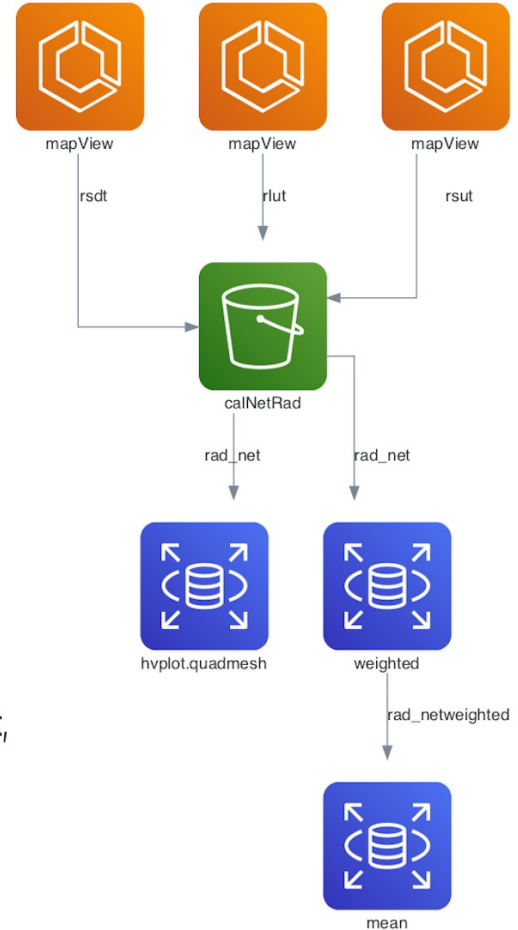 mapView
mapView
mapView
rsdt
rlut
rsut
calNetRad
rad_net
rad_net
hvplot.quadmesh
weighted
rad_netweighted
mean